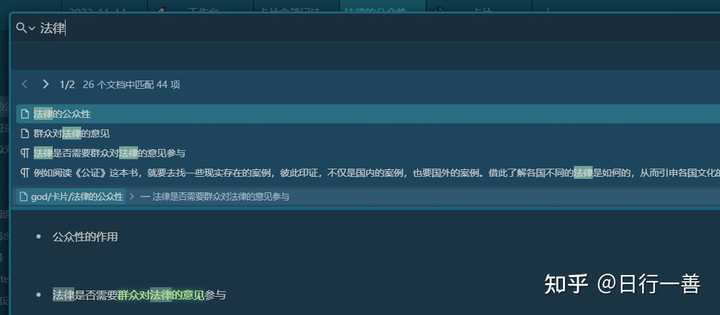 法律
1/2 26 个文档中匹配 44 项
法律的公众性
群众对法律的意见
法律是否需要群众对法律的意见参与
例如阅读《公证》这本书，就要去找一些现实存在的案例，彼此印证。不仅是国内的案例，也要国外的案例。借此了解各国不同的法律是如何的，从而引申各国文化的
god/卡片/法律的公众性 > 一 法律是否需要群众对法律的意见参与
公众性的作用
法律是否需要群众对法律的意见参与
知乎 @日行一善